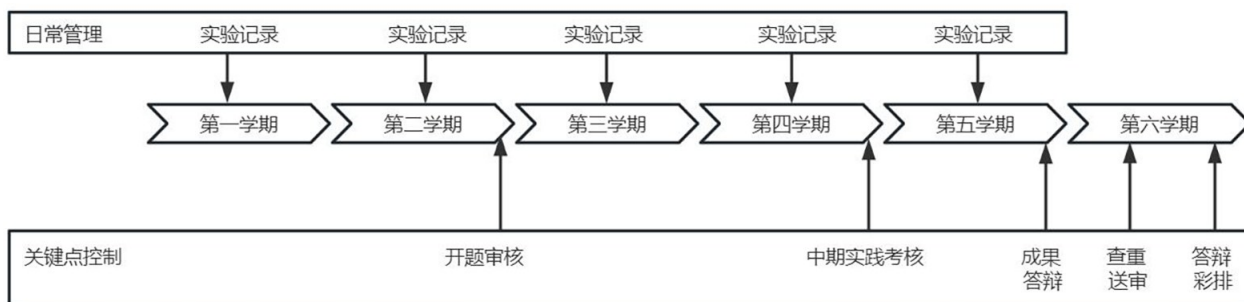 日常管理 实验记录 实验记录 实验记录 实验记录 实验记录
第一学期 第二学期 第三学期 第四学期 第五学期 第六学期
关键点控制 开题审核 中期实践考核 成果 查重 答辩
答辩 送审 彩排